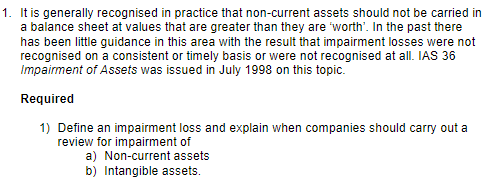 1. It is generally recognised in practice that non-current assets should not be carried in
a balance sheet at values that are greater than they are 'worth'. In the past there
has been little guidance in this area with the result that impairment losses were not
recognised on a consistent or timely basis or were not recognised at all. IAS 36
Impairment of Assets was issued in July 1998 on this topic.
Required
1) Define an impairment loss and explain when companies should carry out a
review for impairment of
a) Non-current assets
b) Intangible assets.